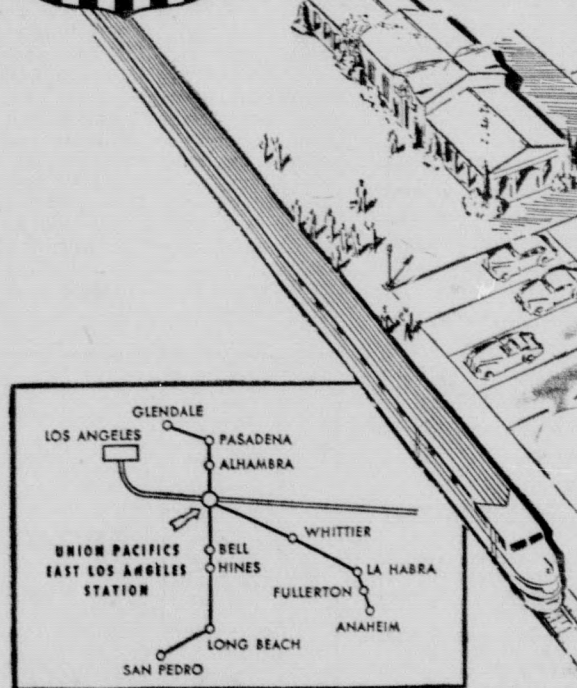 GLENDALE
LOS ANGELES
PASADENA
ALHAMBRA
WHITTIER
UNION PACIFICS
EAST LOS ANGELES
STATION
BELL
HINES
LA HABRA
FULLERTON
ANAHEIM
LONG BEACH
SAN PEDRO